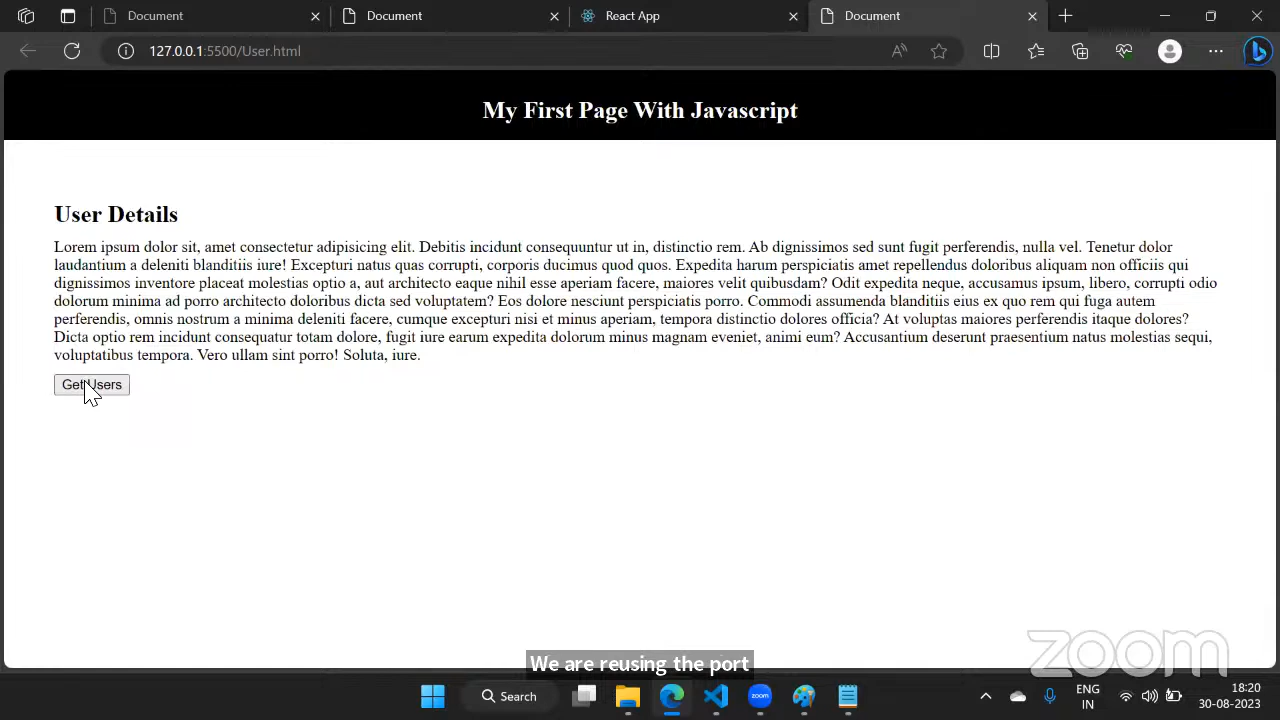 Document
Document
React App
Document
127.0.0.1:5500/User.html
My First Page With Javascript
User Details
Lorem ipsum dolor sit, amet consectetur adipisicing elit. Debitis incidunt consequuntur ut in, distinctio rem. Ab dignissimos sed sunt fugit perferendis, nulla vel. Tenetur dolor
laudantium a deleniti blanditiis iure! Excepturi natus quas corrupti, corporis ducimus quod quos. Expedita harum perspiciatis amet repellendus doloribus aliquam non officiis qui
dignissimos inventore placeat molestias optio a, aut architecto eaque nihil esse aperiam facere, maiores velit quibusdam? Odit expedita neque, accusamus ipsum, libero, corrupti odio
dolorum minima ad porro architecto doloribus dicta sed voluptatem? Eos dolore nesciunt perspiciatis porro. Commodi assumenda blanditiis eius ex quo rem qui fuga autem
perferendis, omnis nostrum a minima deleniti facere, cumque excepturi nisi et minus aperiam, tempora distinctio dolores officia? At voluptas maiores perferendis itaque dolores?
Dicta optio rem incidunt consequatur totam dolore, fugit iure earum expedita dolorum minus magnam eveniet, animi eum? Accusantium deserunt praesentium natus molestias sequi,
voluptatibus tempora. Vero ullam sint porro! Soluta, iure.
Get Users
zoom
We are reusing the port
Search
zoom
ENG
IN
18:20
30-08-2023